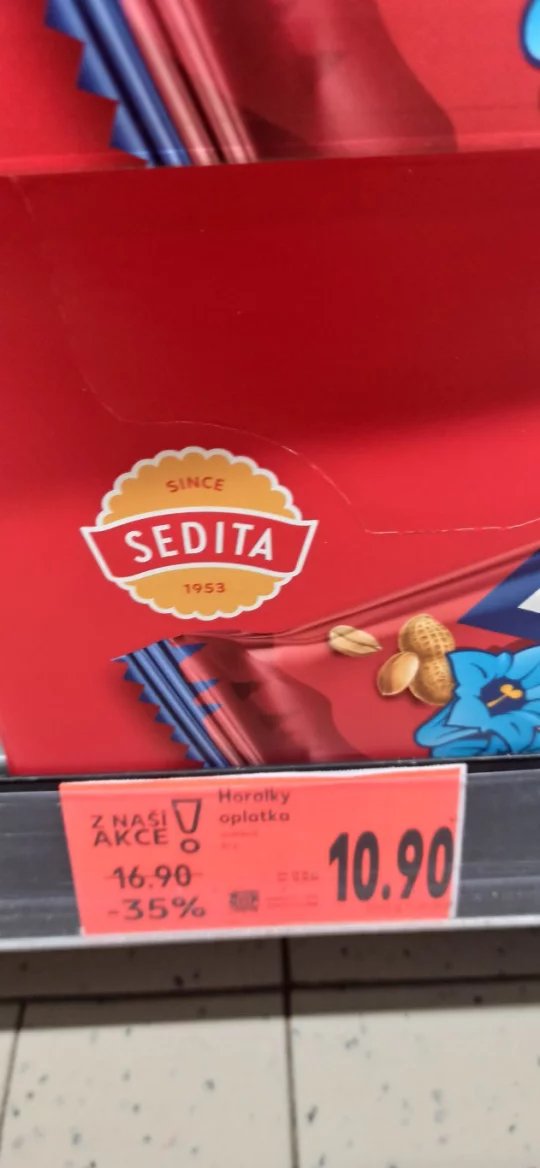 SINCE
SEDITA
1953
Z NAŠÍ
AKCE!
16.90
-35%
Horalky
oplatka
10.90